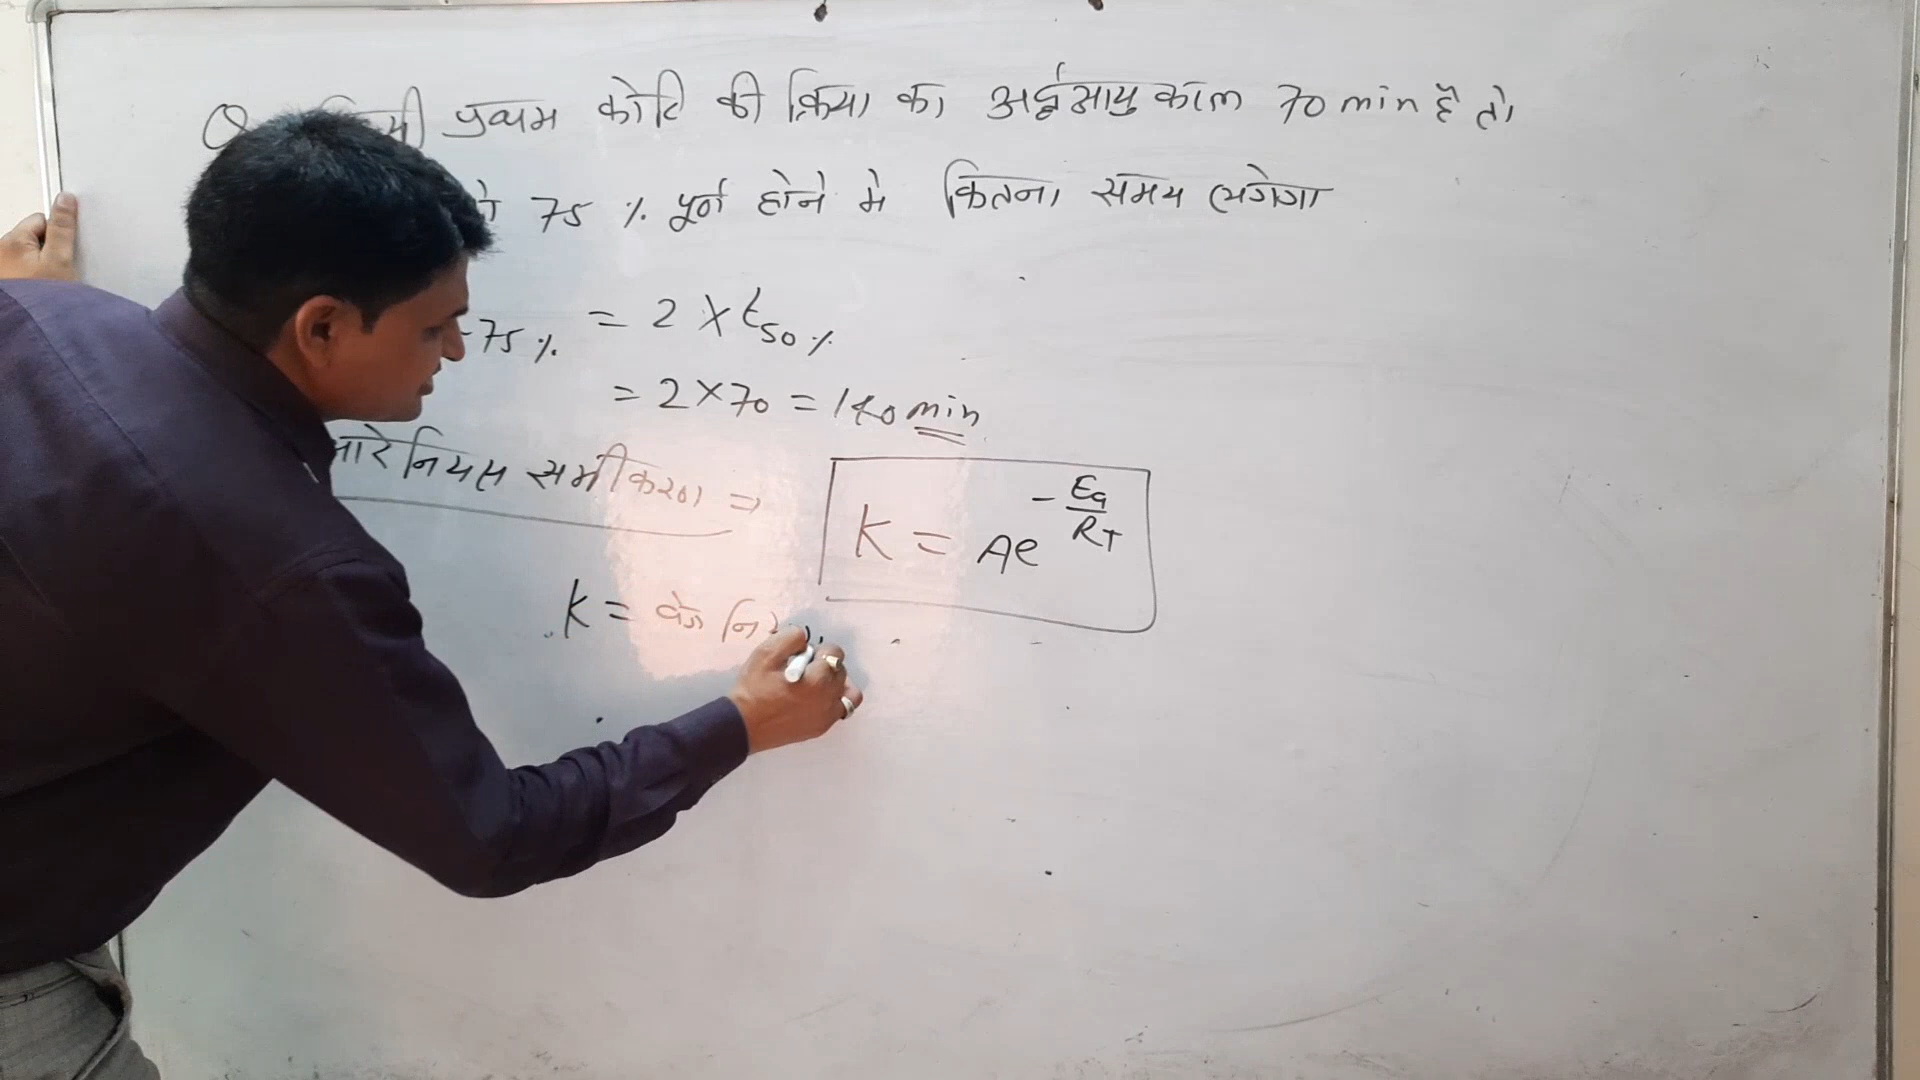 Q प्रथम कोटि की क्रिया का अर्द्धआयु काल 70 min है तो
75 % पूर्ण होने मे कितना समय लगेगा
75 % = 2 × t50 %
= 2 × 70 = 140 min
आरेनियस समीकरण ⇒ K = Ae^-Ea/RT
K = वेग